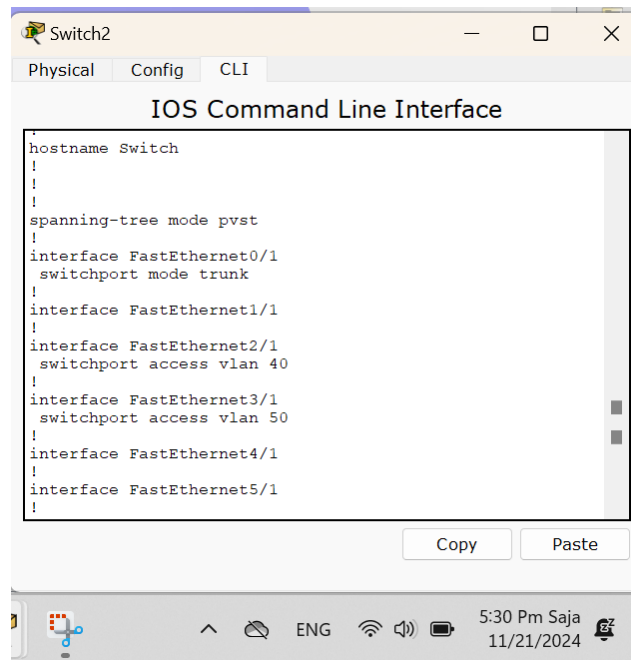 Switch2
Physical Config CLI
IOS Command Line Interface
!
hostname Switch
!
!
!
spanning-tree mode pvst
!
interface FastEthernet0/1
switchport mode trunk
!
interface FastEthernet1/1
!
interface FastEthernet2/1
switchport access vlan 40
!
interface FastEthernet3/1
switchport access vlan 50
!
interface FastEthernet4/1
!
interface FastEthernet5/1
!
Copy Paste
ENG 5:30 Pm Saja
11/21/2024